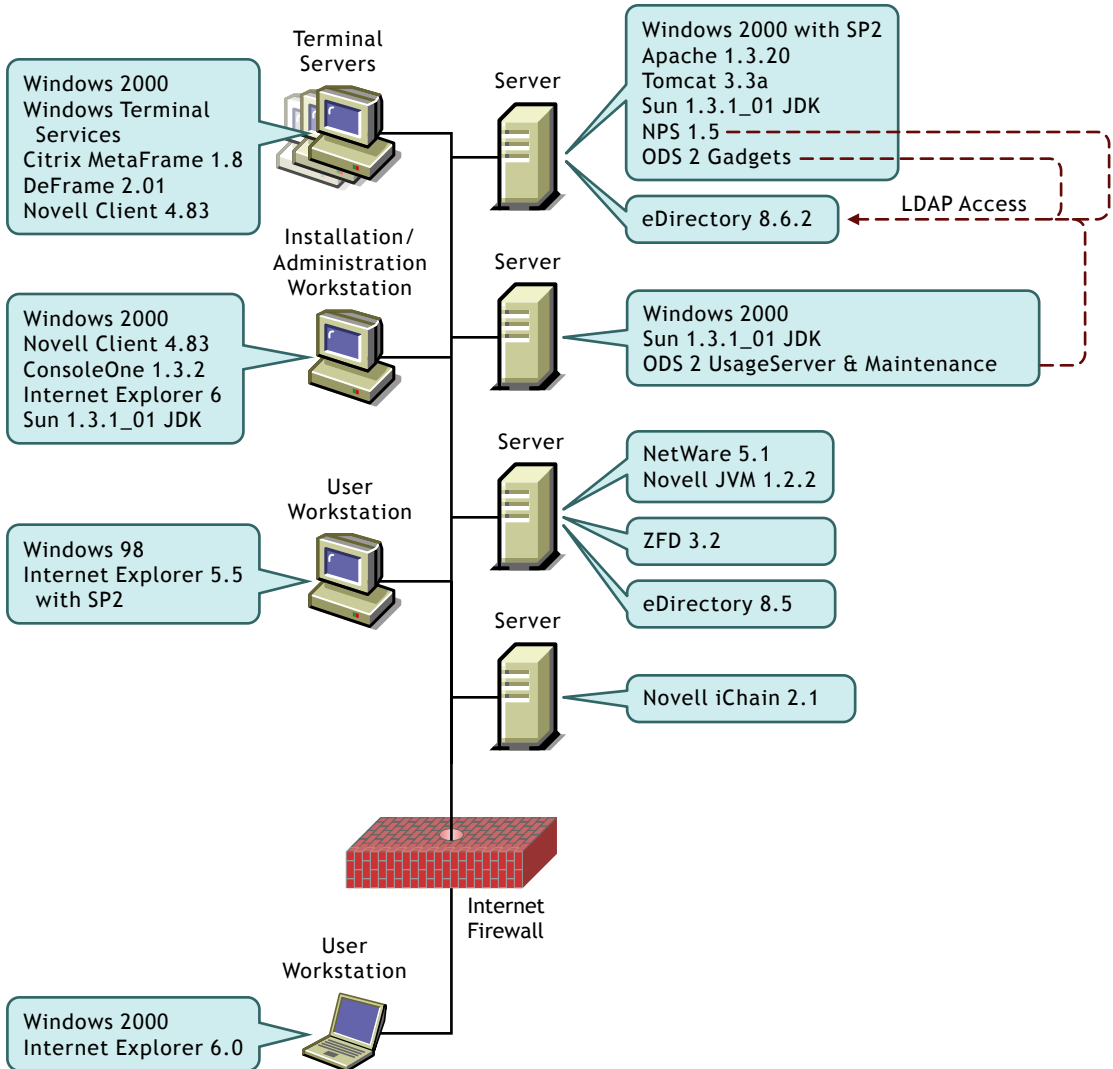 Terminal
Servers
Windows 2000
Windows Terminal
Services
Citrix MetaFrame 1.8
DeFrame 2.01
Novell Client 4.83
Server
Windows 2000 with SP2
Apache 1.3.20
Tomcat 3.3a
Sun 1.3.1_01 JDK
NPS 1.5
ODS 2 Gadgets
eDirectory 8.6.2
LDAP Access
Installation/
Administration
Workstation
Windows 2000
Novell Client 4.83
ConsoleOne 1.3.2
Internet Explorer 6
Sun 1.3.1_01 JDK
Server
Windows 2000
Sun 1.3.1_01 JDK
ODS 2 UsageServer & Maintenance
Server
NetWare 5.1
Novell JVM 1.2.2
ZFD 3.2
eDirectory 8.5
User
Workstation
Windows 98
Internet Explorer 5.5
with SP2
Server
Novell iChain 2.1
Internet
Firewall
User
Workstation
Windows 2000
Internet Explorer 6.0